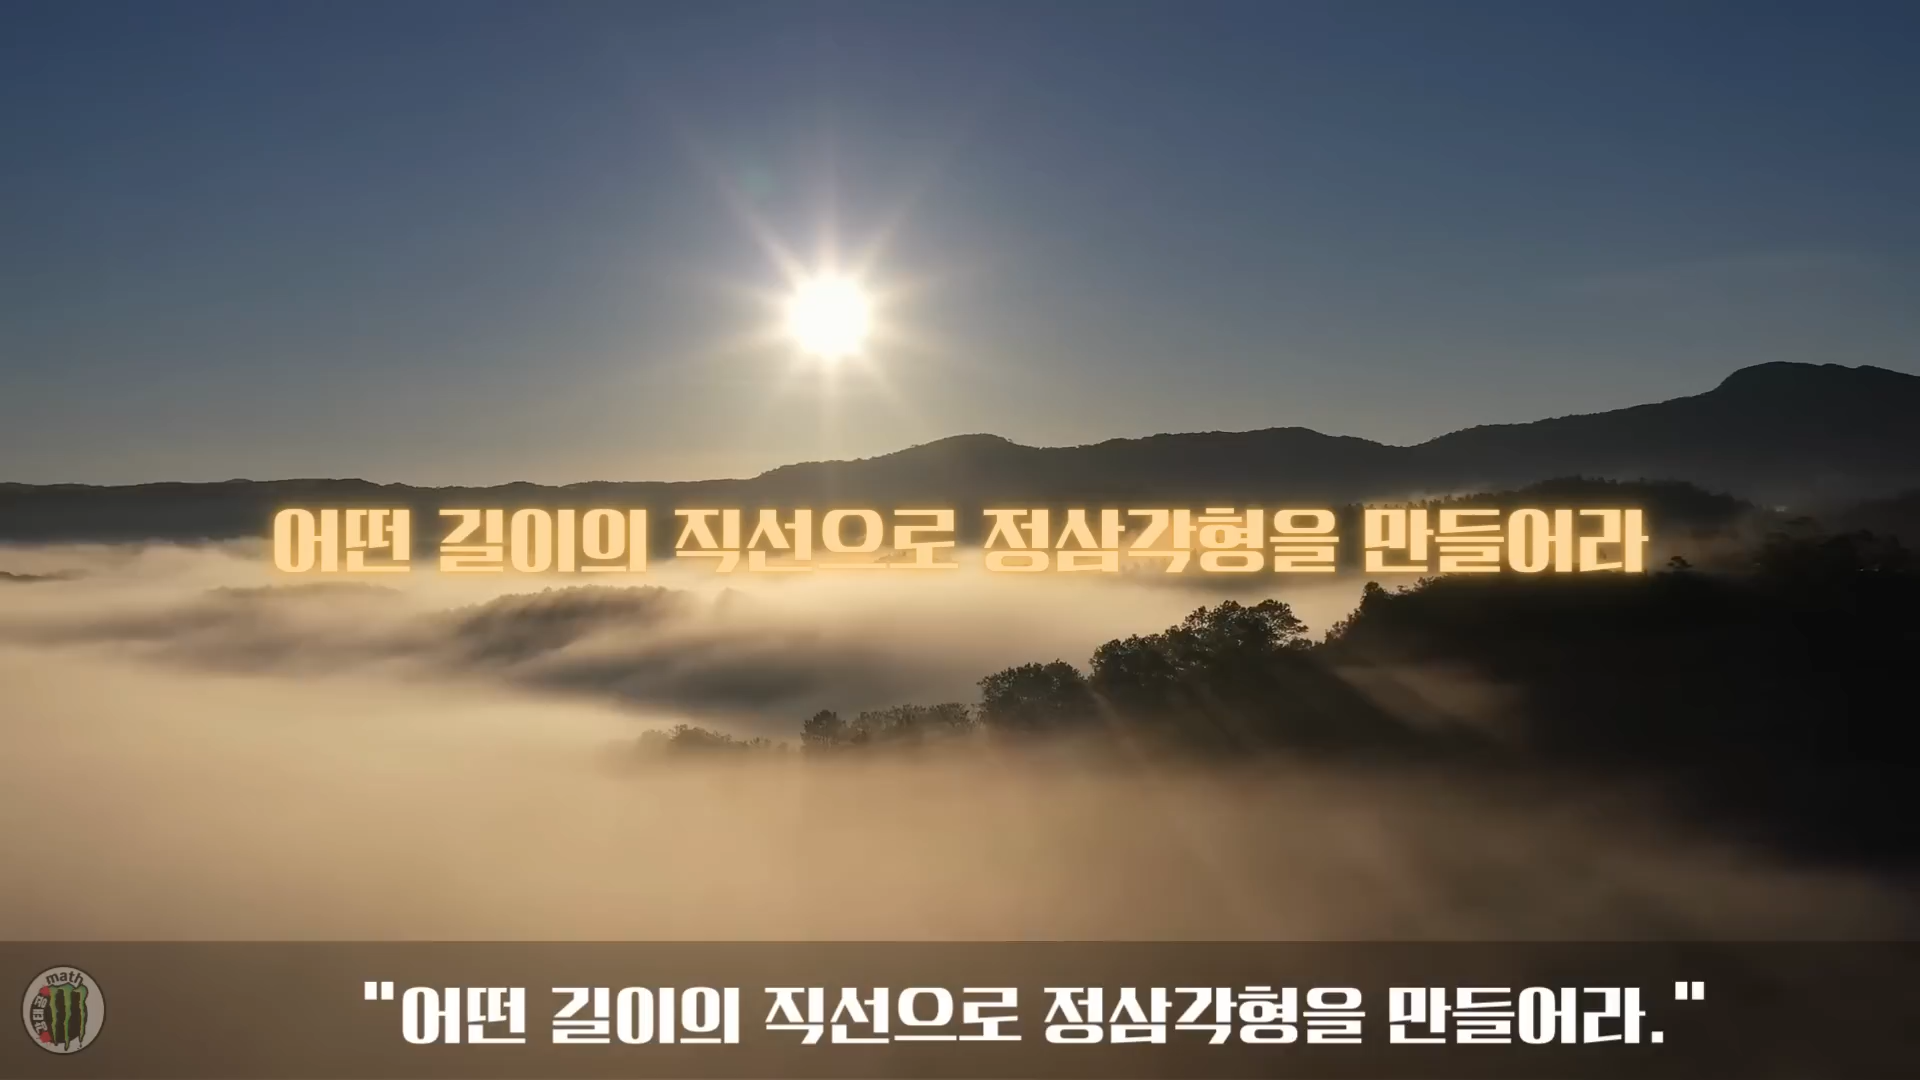 어떤 길이의 직선으로 정삼각형을 만들어라
math
"어떤 길이의 직선으로 정삼각형을 만들어라."